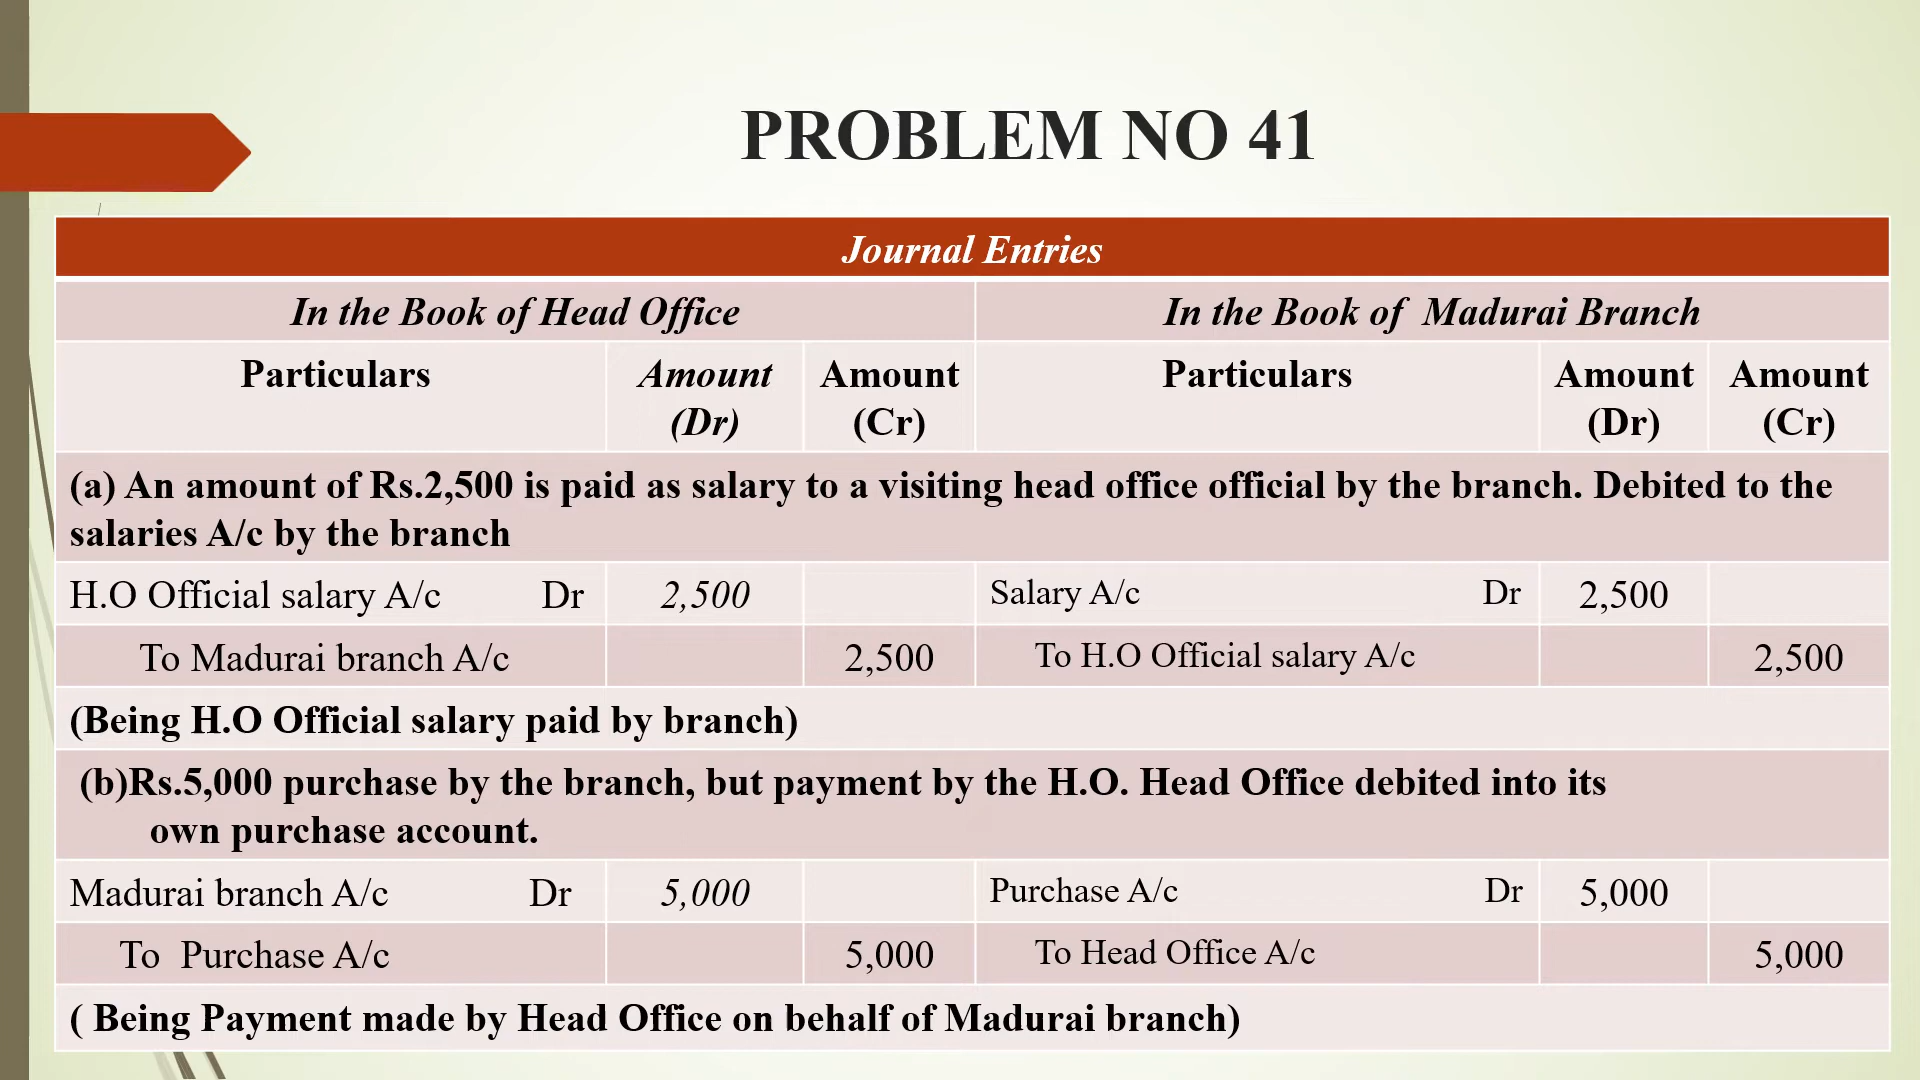 PROBLEM NO 41
Journal Entries
In the Book of Head Office In the Book of Madurai Branch
Particulars Amount (Dr) Amount (Cr) Particulars Amount (Dr) Amount (Cr)
(a) An amount of Rs.2,500 is paid as salary to a visiting head office official by the branch. Debited to the
salaries A/c by the branch
H.O Official salary A/c Dr 2,500 Salary A/c Dr 2,500
To Madurai branch A/c 2,500 To H.O Official salary A/c 2,500
(Being H.O Official salary paid by branch)
(b)Rs.5,000 purchase by the branch, but payment by the H.O. Head Office debited into its
own purchase account.
Madurai branch A/c Dr 5,000 Purchase A/c Dr 5,000
To Purchase A/c 5,000 To Head Office A/c 5,000
( Being Payment made by Head Office on behalf of Madurai branch)